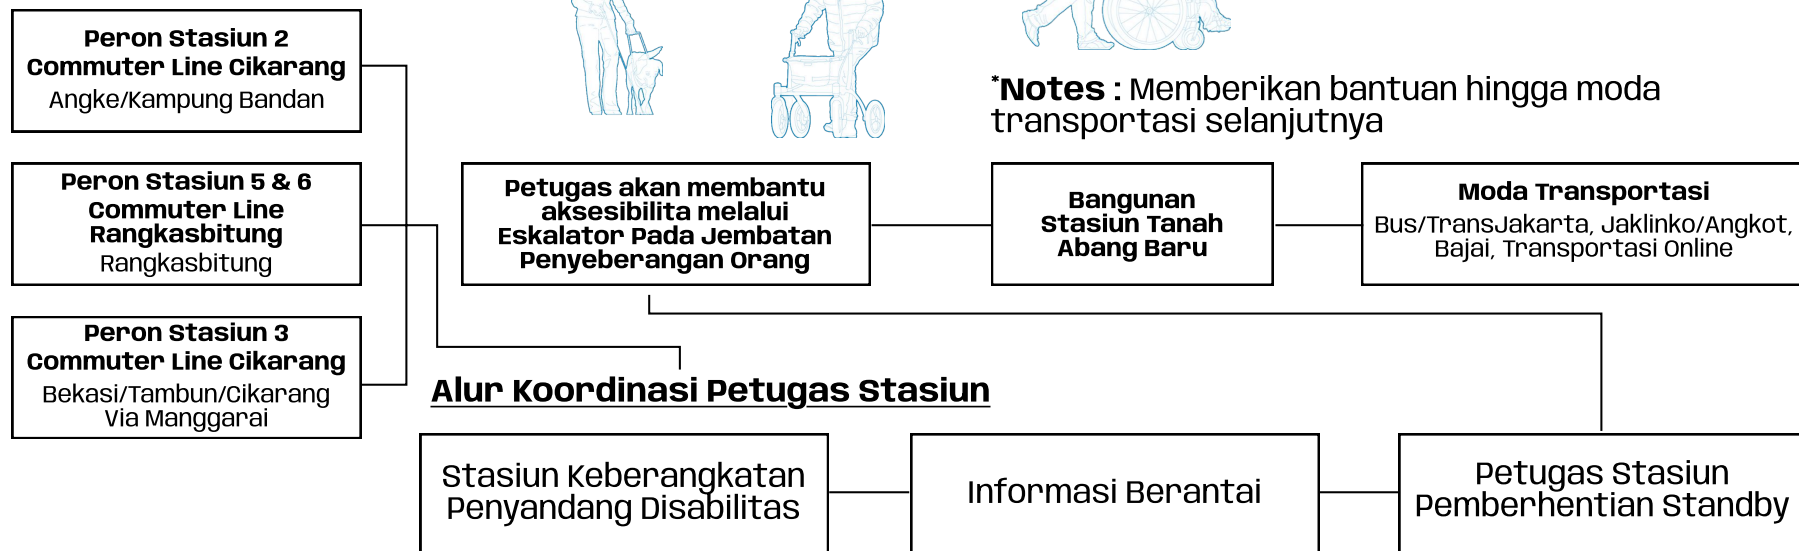 Peron Stasiun 2
Commuter Line Cikarang
Angke/Kampung Bandan
*Notes : Memberikan bantuan hingga moda
transportasi selanjutnya
Peron Stasiun 5 & 6
Commuter Line
Rangkasbitung
Rangkasbitung
Petugas akan membantu
aksesibilita melalui
Eskalator Pada Jembatan
Penyeberangan Orang
Bangunan
Stasiun Tanah
Abang Baru
Moda Transportasi
Bus/TransJakarta, Jaklinko/Angkot,
Bajai, Transportasi Online
Peron Stasiun 3
Commuter Line Cikarang
Bekasi/Tambun/Cikarang
Via Manggarai
Alur Koordinasi Petugas Stasiun
Stasiun Keberangkatan
Penyandang Disabilitas
Informasi Berantai
Petugas Stasiun
Pemberhentian Standby